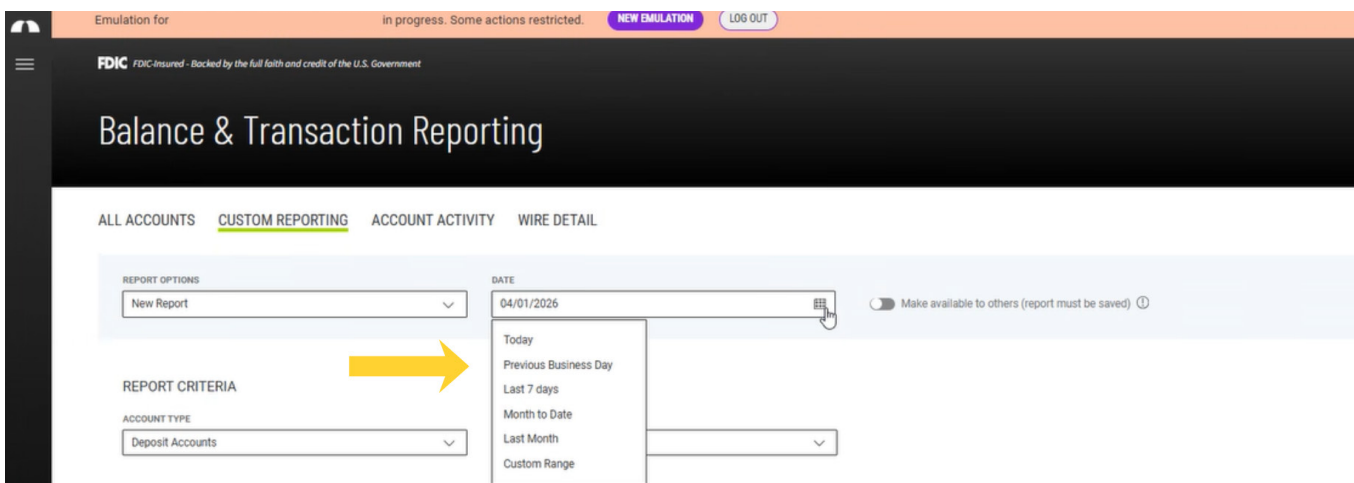 Emulation for in progress. Some actions restricted. NEW EMULATION LOG OUT
FDIC FDIC-Insured - Backed by the full faith and credit of the U.S. Government
Balance & Transaction Reporting
ALL ACCOUNTS CUSTOM REPORTING ACCOUNT ACTIVITY WIRE DETAIL
REPORT OPTIONS DATE
New Report 04/01/2026 Make available to others (report must be saved)
Today
Previous Business Day
Last 7 days
Month to Date
Last Month
Custom Range
REPORT CRITERIA
ACCOUNT TYPE
Deposit Accounts